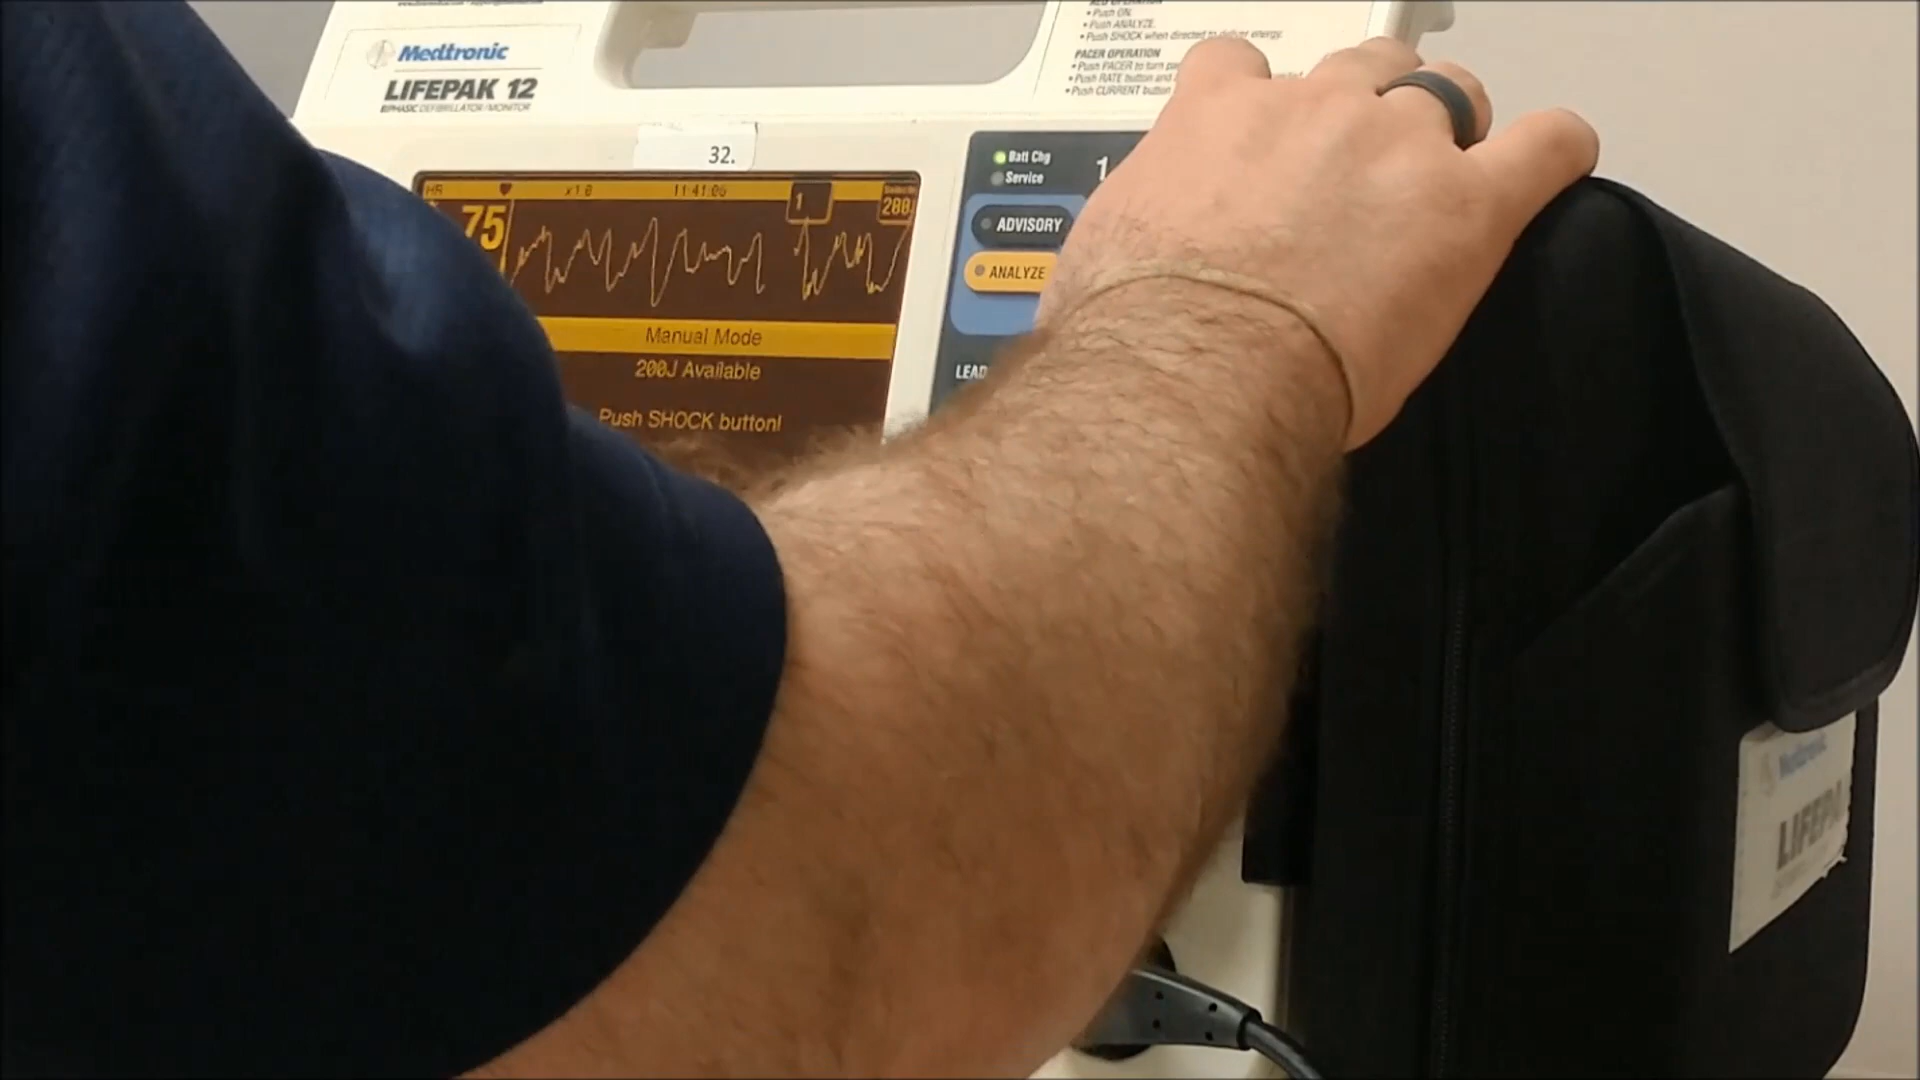 Medtronic
LIFEPAK 12
BIPHASIC DEFIBRILLATOR/MONITOR
• Push ON.
• Push ANALYZE.
• Push SHOCK when directed to deliver energy.
PACER OPERATION
• Push PACER to turn
• Push RATE button and
• Push CURRENT button
32.
HR x1.0 11:41:06 1 200
75
Manual Mode
200J Available
Push SHOCK button!
Batt Chg
Service
1
ADVISORY
ANALYZE
LEAD
Medtronic
LIFEPA